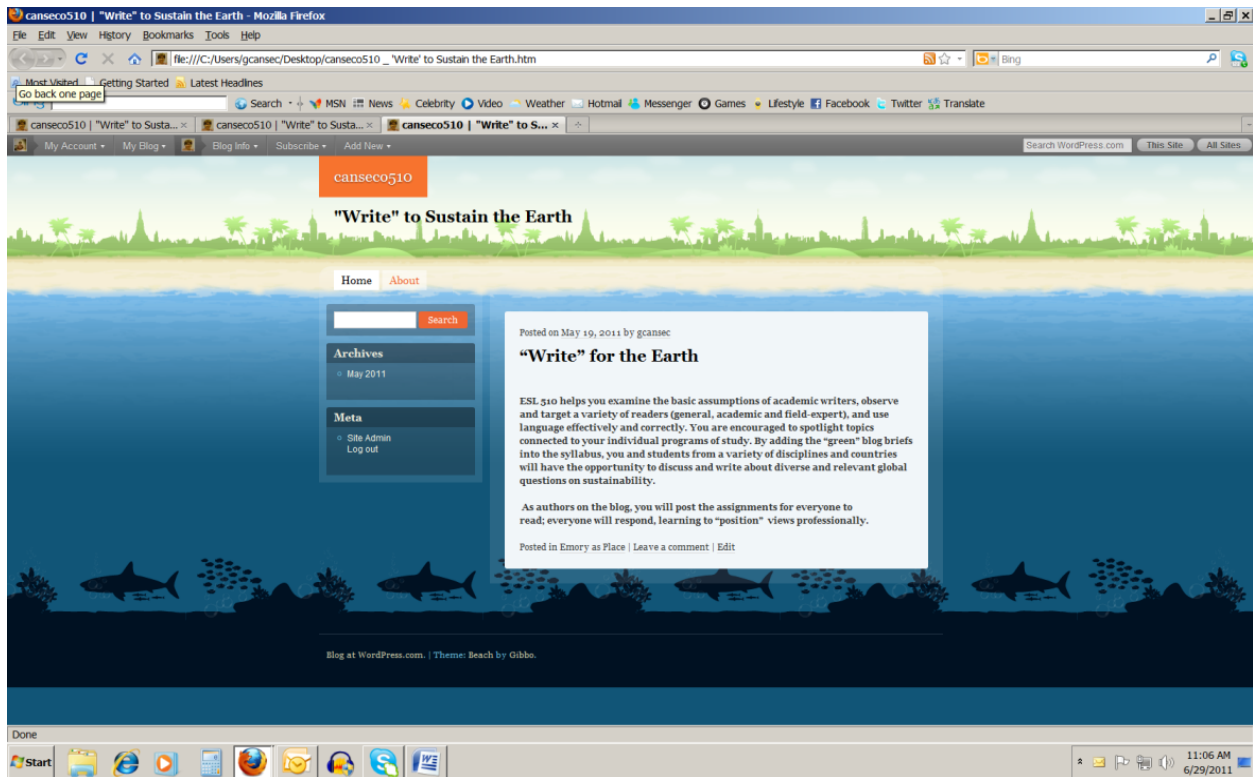 canseco510 | "Write" to Sustain the Earth - Mozilla Firefox
File Edit View History Bookmarks Tools Help
file:///C:/Users/gcansec/Desktop/canseco510 _ 'Write' to Sustain the Earth.htm Bing
Most Visited Getting Started Latest Headlines
Go back one page
Search MSN News Celebrity Video Weather Hotmail Messenger Games Lifestyle Facebook Twitter Translate
canseco510 | "Write" to Susta... canseco510 | "Write" to Susta... canseco510 | "Write" to S...
My Account My Blog Blog Info Subscribe Add New Search WordPress.com This Site All Sites
canseco510
"Write" to Sustain the Earth
Home About
Search
Archives
May 2011
Meta
Site Admin
Log out
Posted on May 19, 2011 by gcansec
“Write” for the Earth
ESL 510 helps you examine the basic assumptions of academic writers, observe
and target a variety of readers (general, academic and field-expert), and use
language effectively and correctly. You are encouraged to spotlight topics
connected to your individual programs of study. By adding the “green” blog briefs
into the syllabus, you and students from a variety of disciplines and countries
will have the opportunity to discuss and write about diverse and relevant global
questions on sustainability.
As authors on the blog, you will post the assignments for everyone to
read; everyone will respond, learning to “position” views professionally.
Posted in Emory as Place | Leave a comment | Edit
Blog at WordPress.com. | Theme: Beach by Gibbo.
Done
Start
11:06 AM
6/29/2011